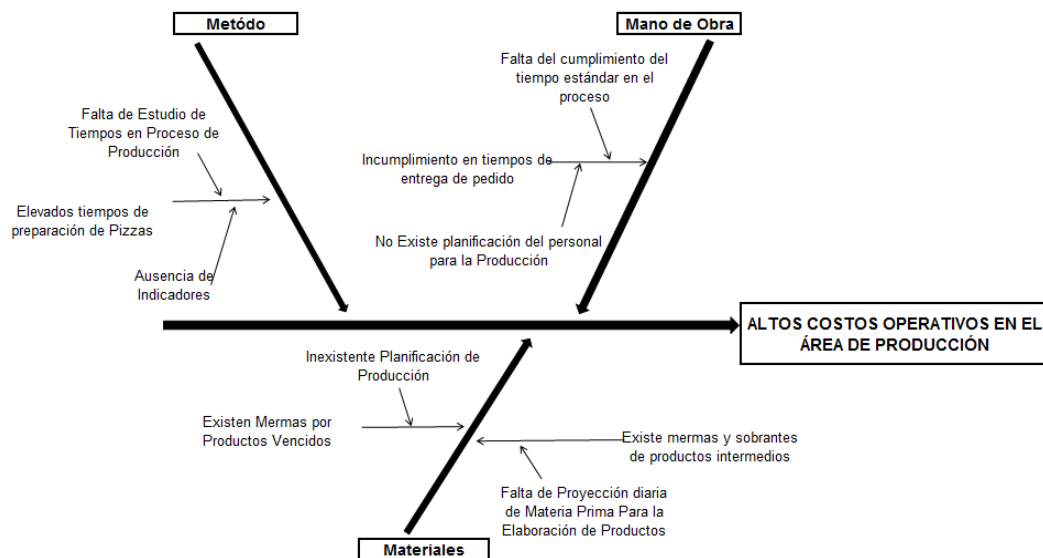 Metódo
Mano de Obra
Falta del cumplimiento del
tiempo estándar en el
proceso
Falta de Estudio de
Tiempos en Proceso de
Producción
Incumplimiento en tiempos de
entrega de pedido
Elevados tiempos de
preparación de Pizzas
No Existe planificación del personal
para la Producción
Ausencia de
Indicadores
ALTOS COSTOS OPERATIVOS EN EL
ÁREA DE PRODUCCIÓN
Inexistente Planificación de
Producción
Existen Mermas por
Productos Vencidos
Existe mermas y sobrantes
de productos intermedios
Falta de Proyección diaria
de Materia Prima Para la
Elaboración de Productos
Materiales